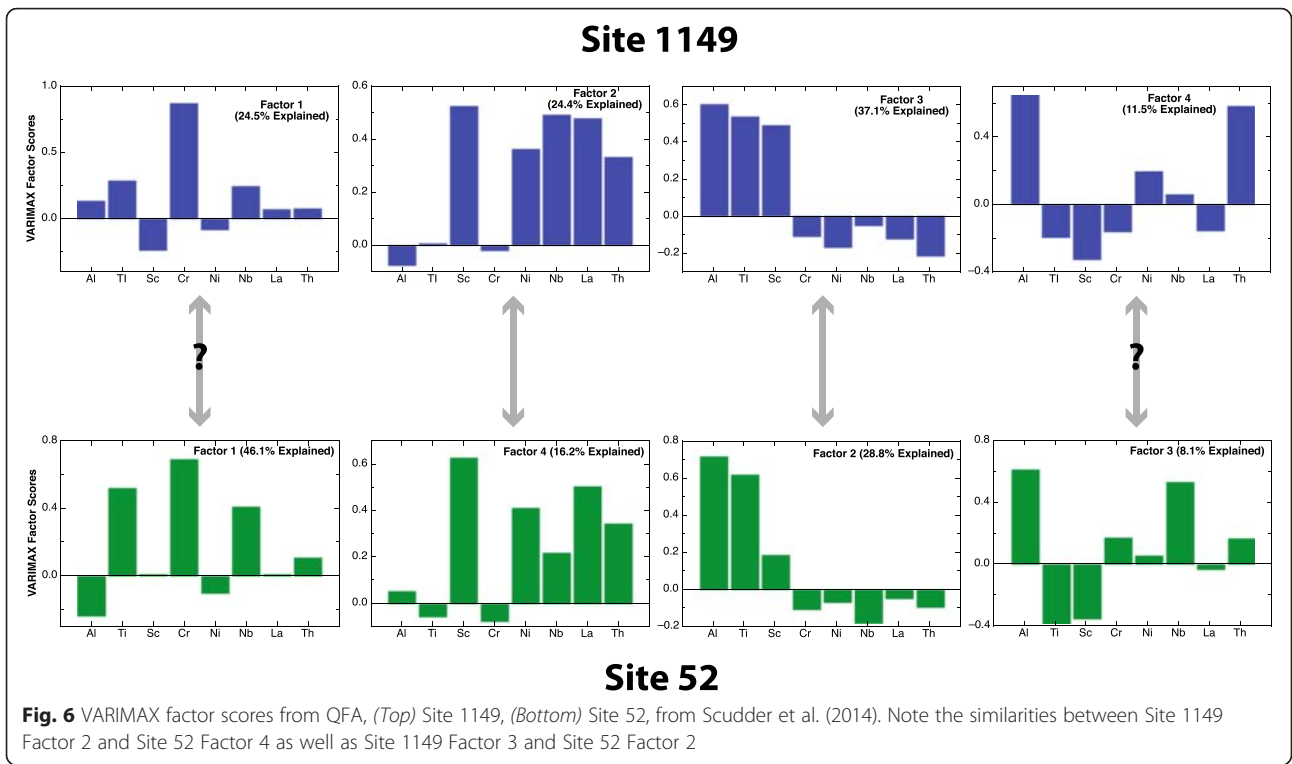 Site 1149
VARIMAX Factor Scores
1.0
0.5
0.0
Factor 1
(24.5% Explained)
Al Tl Sc Cr Ni Nb La Th
0.6
0.4
0.2
0.0
Factor 2
(24.4% Explained)
Al Tl Sc Cr Ni Nb La Th
0.6
0.4
0.2
0.0
−0.2
Factor 3
(37.1% Explained)
Al Tl Sc Cr Ni Nb La Th
0.4
0.0
−0.4
Factor 4
(11.5% Explained)
Al Tl Sc Cr Ni Nb La Th
?
?
VARIMAX Factor Scores
0.8
0.4
0.0
Factor 1 (46.1% Explained)
Al Ti Sc Cr Ni Nb La Th
0.6
0.4
0.2
0.0
Factor 4 (16.2% Explained)
Al Ti Sc Cr Ni Nb La Th
0.8
0.6
0.4
0.2
0.0
−0.2
Factor 2 (28.8% Explained)
Al Ti Sc Cr Ni Nb La Th
0.8
0.4
0.0
−0.4
Factor 3 (8.1% Explained)
Al Ti Sc Cr Ni Nb La Th
Site 52
Fig. 6 VARIMAX factor scores from QFA, (Top) Site 1149, (Bottom) Site 52, from Scudder et al. (2014). Note the similarities between Site 1149
Factor 2 and Site 52 Factor 4 as well as Site 1149 Factor 3 and Site 52 Factor 2